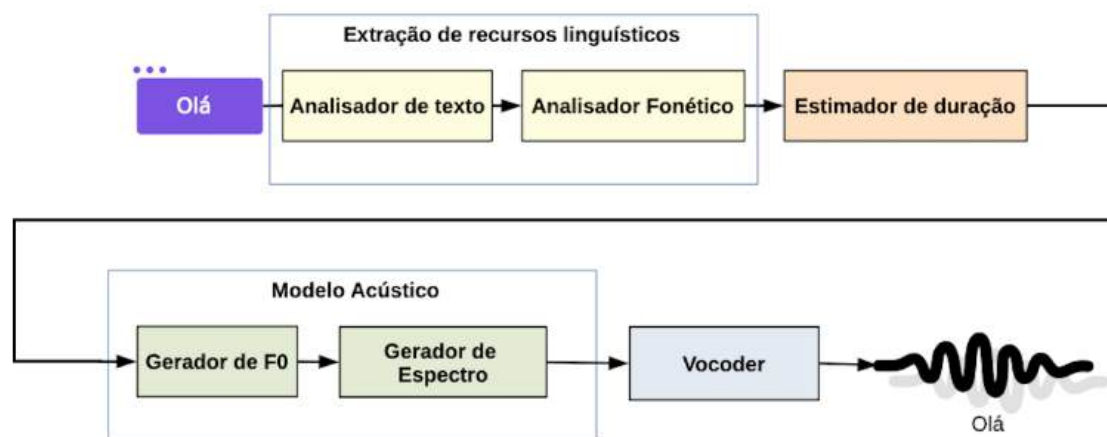 Extração de recursos linguísticos
Olá
Analisador de texto
Analisador Fonético
Estimador de duração
Modelo Acústico
Gerador de F0
Gerador de
Espectro
Vocoder
Olá